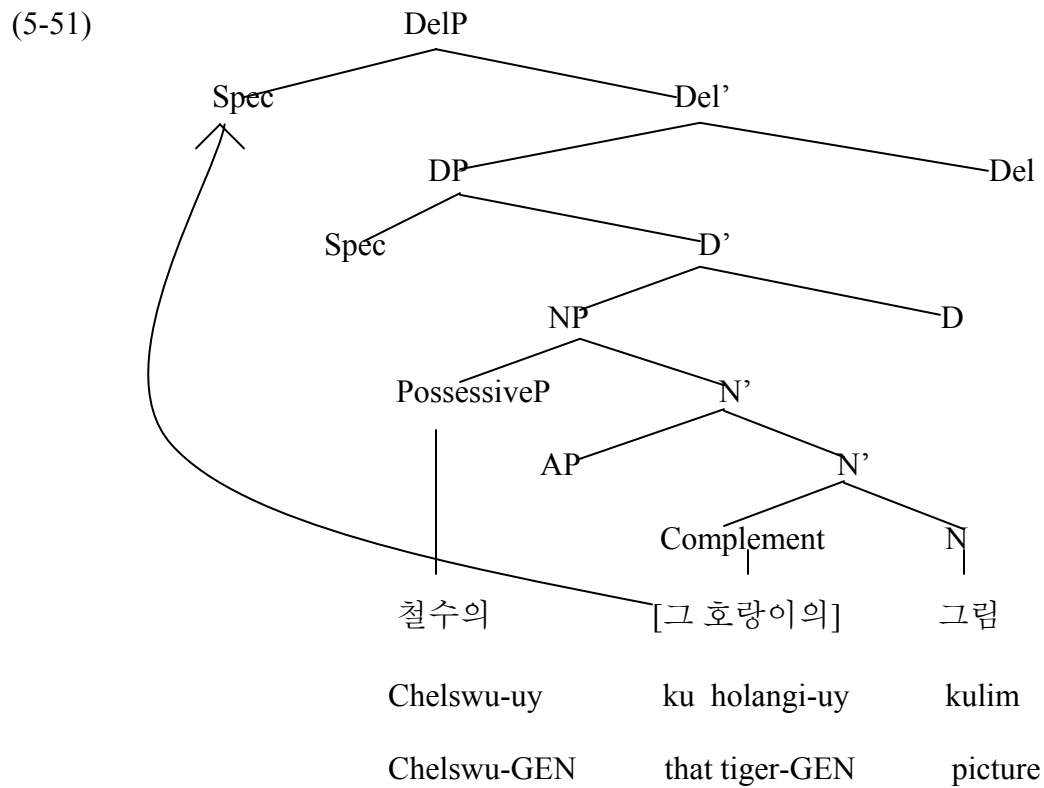 (5-51) DelP
Spec Del’
DP Del
Spec D’
NP D
PossessiveP N’
AP N’
Complement N
철수의 [그 호랑이의] 그림
Chelswu-uy ku holangi-uy kulim
Chelswu-GEN that tiger-GEN picture